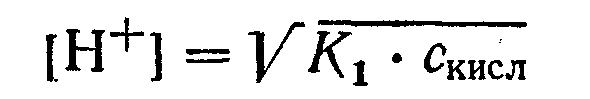 [H⁺] = √K₁ · cкисл